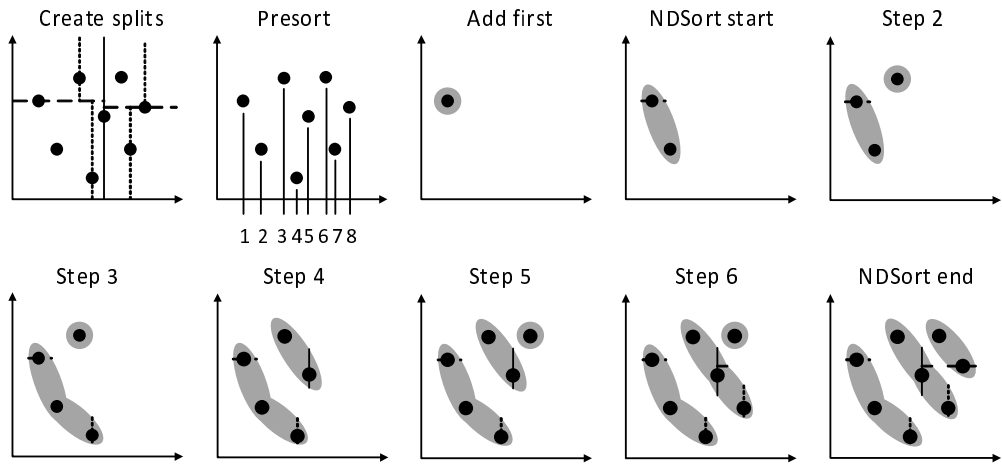 Create splits
Presort
Add first
NDSort start
Step 2
1 2 3 4 5 6 7 8
Step 3
Step 4
Step 5
Step 6
NDSort end